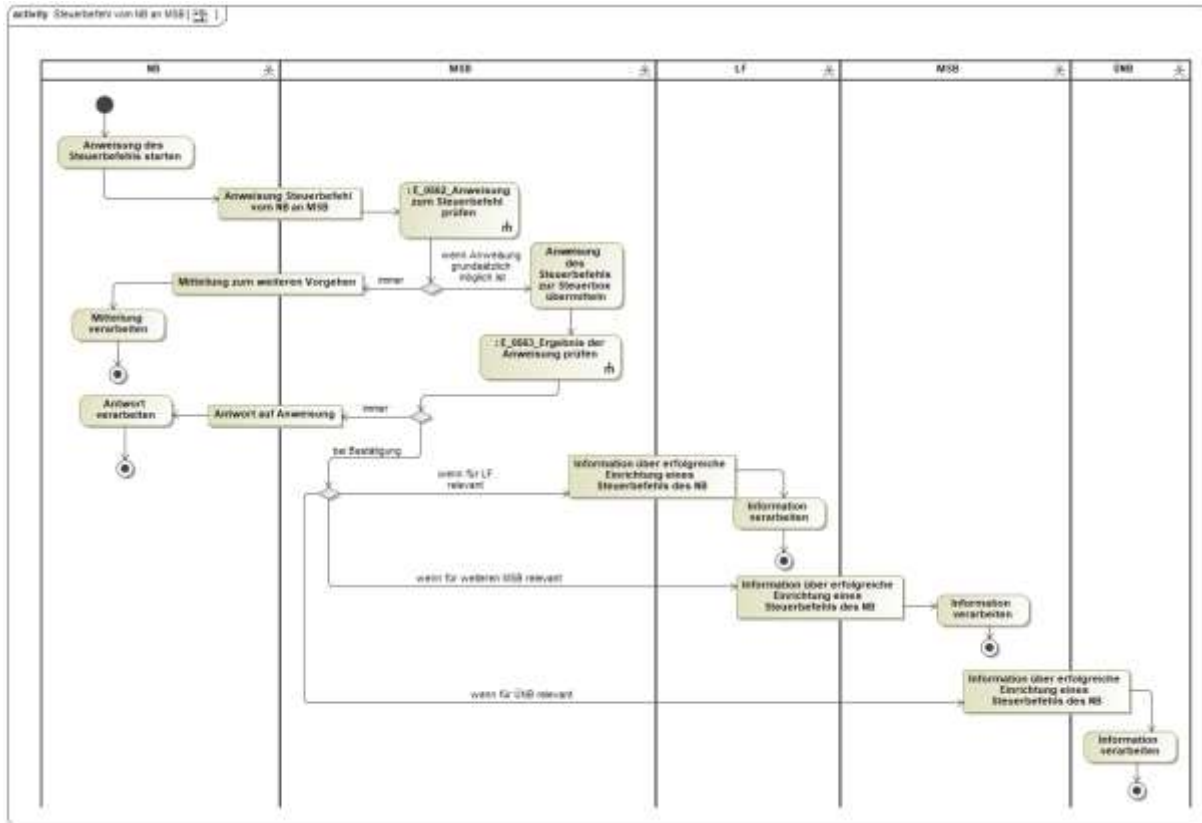 activity Steuerbefehl vom NB an MSB [ ]
NB
MSB
LF
MSB
ÜNB
Anweisung des
Steuerbefehls starten
Anweisung Steuerbefehl
vom NB an MSB
zum Steuerbefehl
prüfen
wenn Anweisung
grundsätzlich
möglich ist
Anweisung
des
Steuerbefehls
zur Steuerbox
übermitteln
Mitteilung zum weiteren Vorgehen
immer
Mitteilung
verarbeiten
Anweisung prüfen
Antwort
verarbeiten
Antwort auf Anweisung
immer
bei Bestätigung
wenn für LF
relevant
Information über erfolgreiche
Einrichtung eines
Steuerbefehls des NB
Information
verarbeiten
wenn für weiteren MSB relevant
Information über erfolgreiche
Einrichtung eines
Steuerbefehls des NB
Information
verarbeiten
wenn für ÜNB relevant
Information über erfolgreiche
Einrichtung eines
Steuerbefehls des NB
Information
verarbeiten